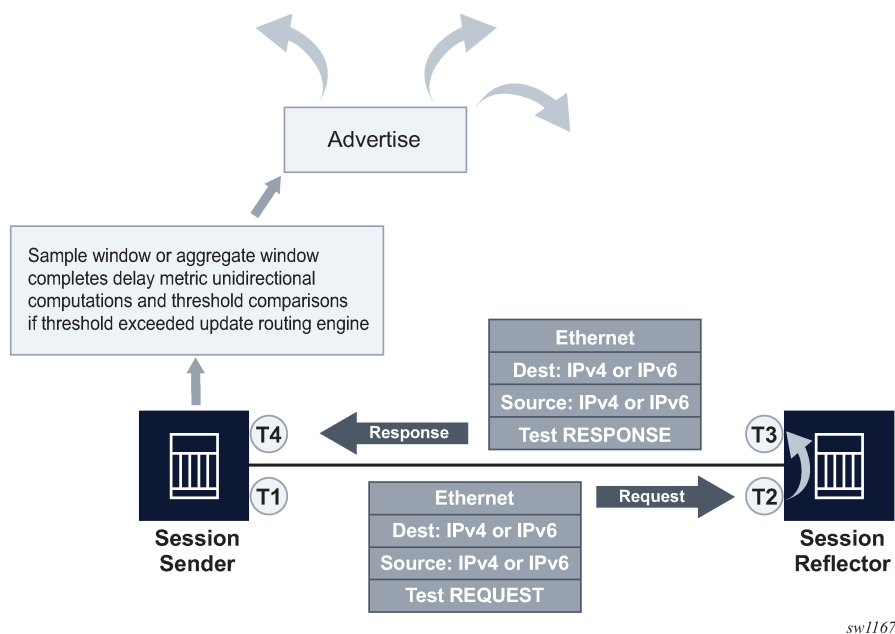 Advertise
Sample window or aggregate window
completes delay metric unidirectional
computations and threshold comparisons
if threshold exceeded update routing engine
Ethernet
Dest: IPv4 or IPv6
Source: IPv4 or IPv6
Test RESPONSE
T4
Response
T3
T1
Request
T2
Ethernet
Dest: IPv4 or IPv6
Source: IPv4 or IPv6
Test REQUEST
Session
Sender
Session
Reflector
sw1167